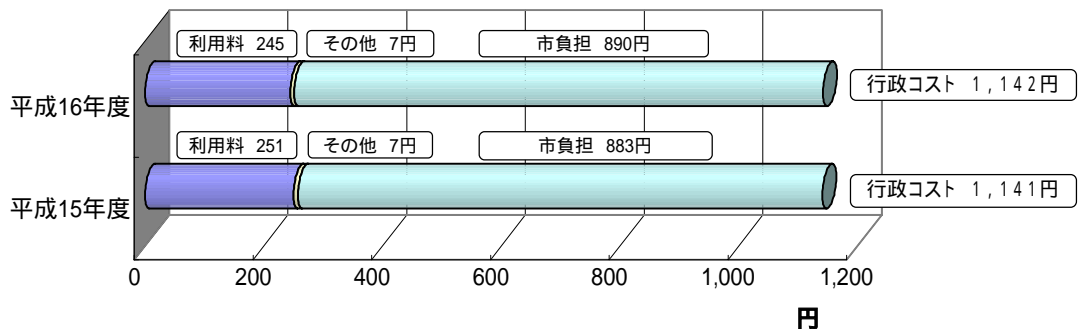 利用料 245 その他 7円 市負担 890円
平成16年度 行政コスト 1,142円
利用料 251 その他 7円 市負担 883円
平成15年度 行政コスト 1,141円
0 200 400 600 800 1,000 1,200
円